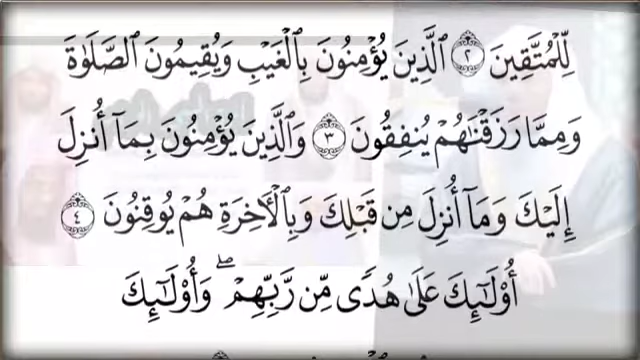 لِّلۡمُتَّقِينَ ٢ ٱلَّذِينَ يُؤۡمِنُونَ بِٱلۡغَيۡبِ وَيُقِيمُونَ ٱلصَّلَوٰةَ
وَمِمَّا رَزَقۡنَٰهُمۡ يُنفِقُونَ ٣ وَٱلَّذِينَ يُؤۡمِنُونَ بِمَآ أُنزِلَ
إِلَيۡكَ وَمَآ أُنزِلَ مِن قَبۡلِكَ وَبِٱلۡأٓخِرَةِ هُمۡ يُوقِنُونَ ٤
أُوْلَٰٓئِكَ عَلَىٰ هُدٗى مِّن رَّبِّهِمۡۖ وَأُوْلَٰٓئِكَ